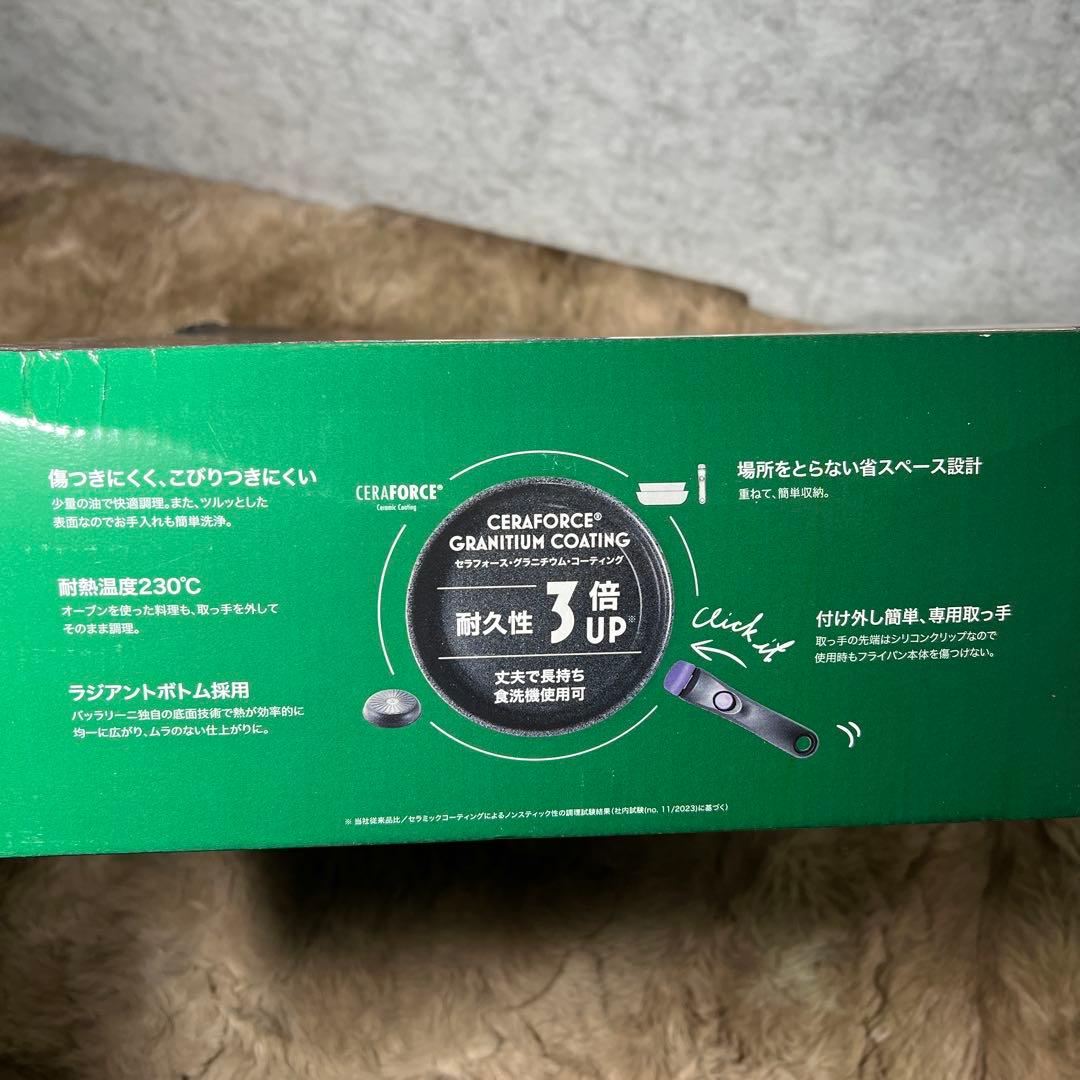 傷つきにくく、こびりつきにくい
少量の油で快適調理。また、ツルッとした
表面なのでお手入れも簡単洗浄。
耐熱温度230℃
オーブンを使った料理も、取っ手を外して
そのまま調理。
ラジアントボトム採用
バッラリーニ独自の底面技術で熱が効率的に
均一に広がり、ムラのない仕上がりに。
CERAFORCE®
Ceramic Coating
CERAFORCE®
GRANITIUM COATING
セラフォース・グラニチウム・コーティング
耐久性 3倍UP※
丈夫で長持ち
食洗機使用可
場所をとらない省スペース設計
重ねて、簡単収納。
Click it
付け外し簡単、専用取っ手
取っ手の先端はシリコンクリップなので
使用時もフライパン本体を傷つけない。
※ 当社従来品比/セラミックコーティングによるノンスティック性の調理試験結果(社内試験(no. 11/2023)に基づく)